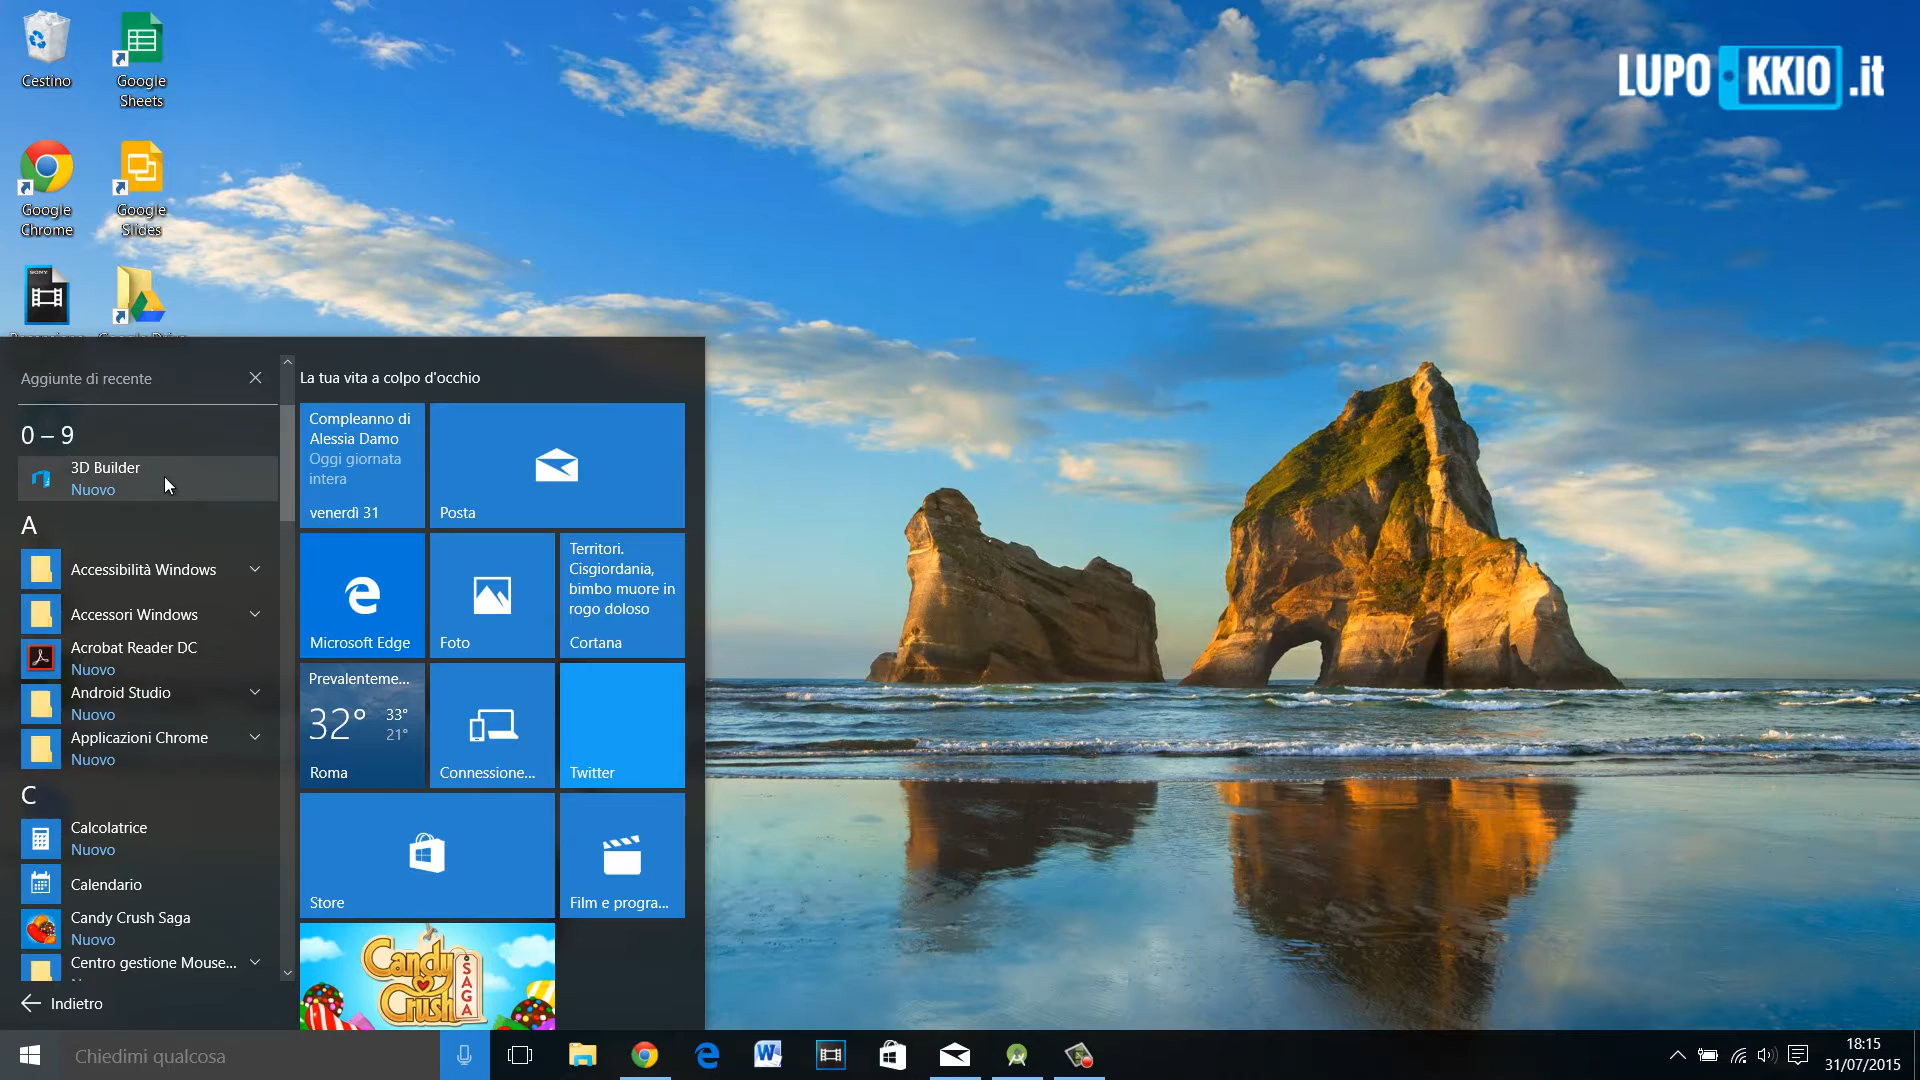 Cestino
Google
Sheets
Google
Chrome
Google
Slides
SONY
LUPO KKIO.it
Aggiunte di recente
0 – 9
3D Builder
Nuovo
A
Accessibilità Windows
Accessori Windows
Acrobat Reader DC
Nuovo
Android Studio
Nuovo
Applicazioni Chrome
Nuovo
C
Calcolatrice
Nuovo
Calendario
Candy Crush Saga
Nuovo
Centro gestione Mouse...
Indietro
La tua vita a colpo d'occhio
Compleanno di
Alessia Damo
Oggi giornata
intera
venerdì 31
Posta
Microsoft Edge
Foto
Territori.
Cisgiordania,
bimbo muore in
rogo doloso
Cortana
Prevalenteme...
32°
33°
21°
Roma
Connessione...
Twitter
Store
Film e progra...
Candy
Crush
SAGA
Chiedimi qualcosa
18:15
31/07/2015